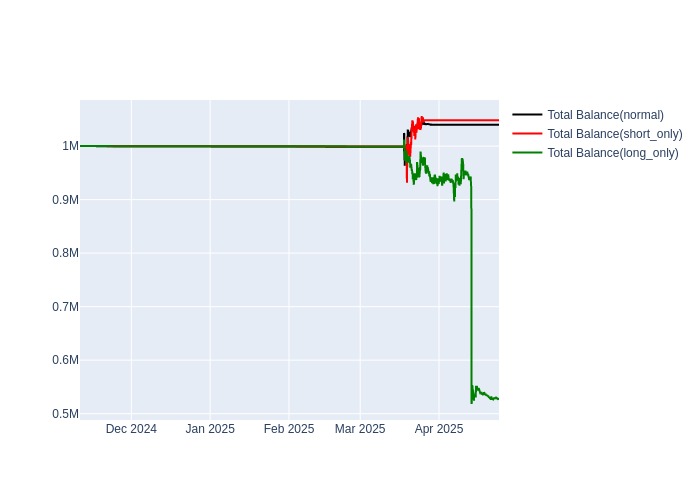 Total Balance(normal)
Total Balance(short_only)
Total Balance(long_only)
1M
0.9M
0.8M
0.7M
0.6M
0.5M
Dec 2024
Jan 2025
Feb 2025
Mar 2025
Apr 2025